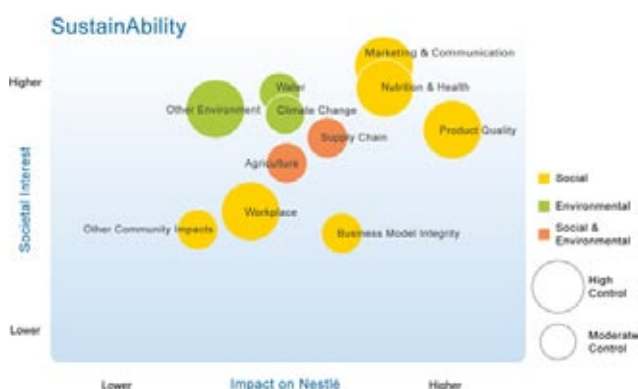 SustainAbility
Marketing & Communication
Higher
Water
Nutrition & Health
Other Environment
Climate Change
Product Quality
Supply Chain
Agriculture
Societal Interest
Social
Environmental
Social &
Environmental
Workplace
Other Community Impacts
Business Model Integrity
High
Control
Lower
Moderate
Control
Lower
Impact on Nestlé
Higher